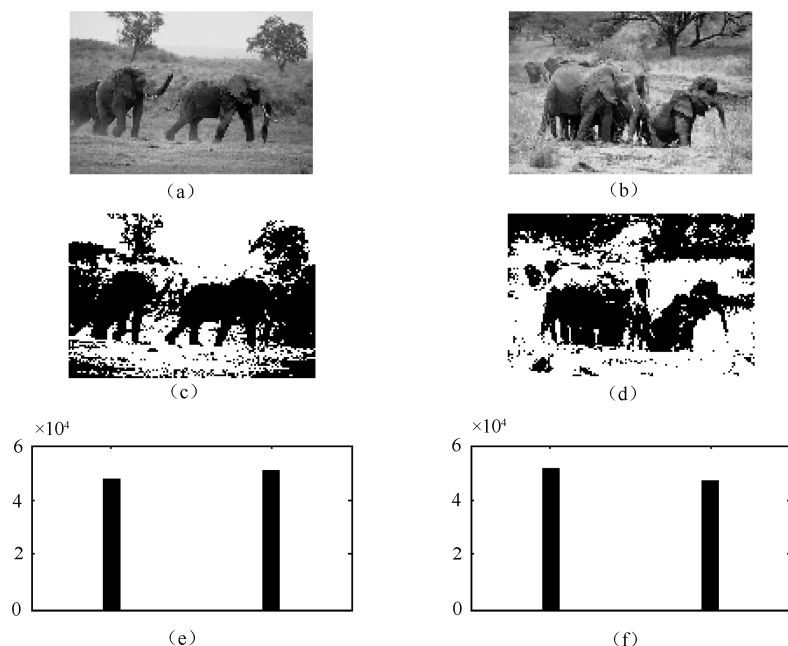 （a）
（b）
（c）
（d）
×10⁴
6
4
2
0
（e）
×10⁴
6
4
2
0
（f）